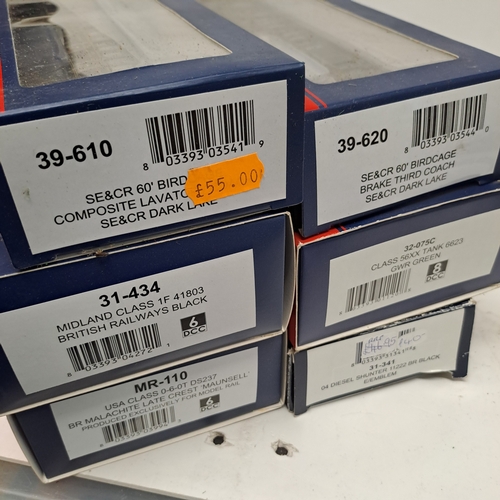 39-610
8 03393 03541 9
£55.00
SE&CR 60' BIRD
COMPOSITE LAVATO
SE&CR DARK LAKE
39-620
8 03393 03544 0
SE&CR 60' BIRDCAGE
BRAKE THIRD COACH
SE&CR DARK LAKE
31-434
MIDLAND CLASS 1F 41803
BRITISH RAILWAYS BLACK
6
DCC
8 03393 04272 1
32-075C
CLASS 56XX TANK 6623
GWR GREEN
8
DCC
MR-110
USA CLASS 0-6-0T DS237
BR MALACHITE LATE CREST 'MAUNSELL'
PRODUCED EXCLUSIVELY FOR MODEL RAIL
6
DCC
31-341
04 DIESEL SHUNTER 11222 BR BLACK
E/EMBLEM